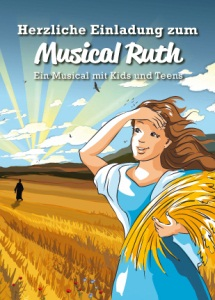 Herzliche Einladung zum
Musical Ruth
Ein Musical mit Kids und Teens